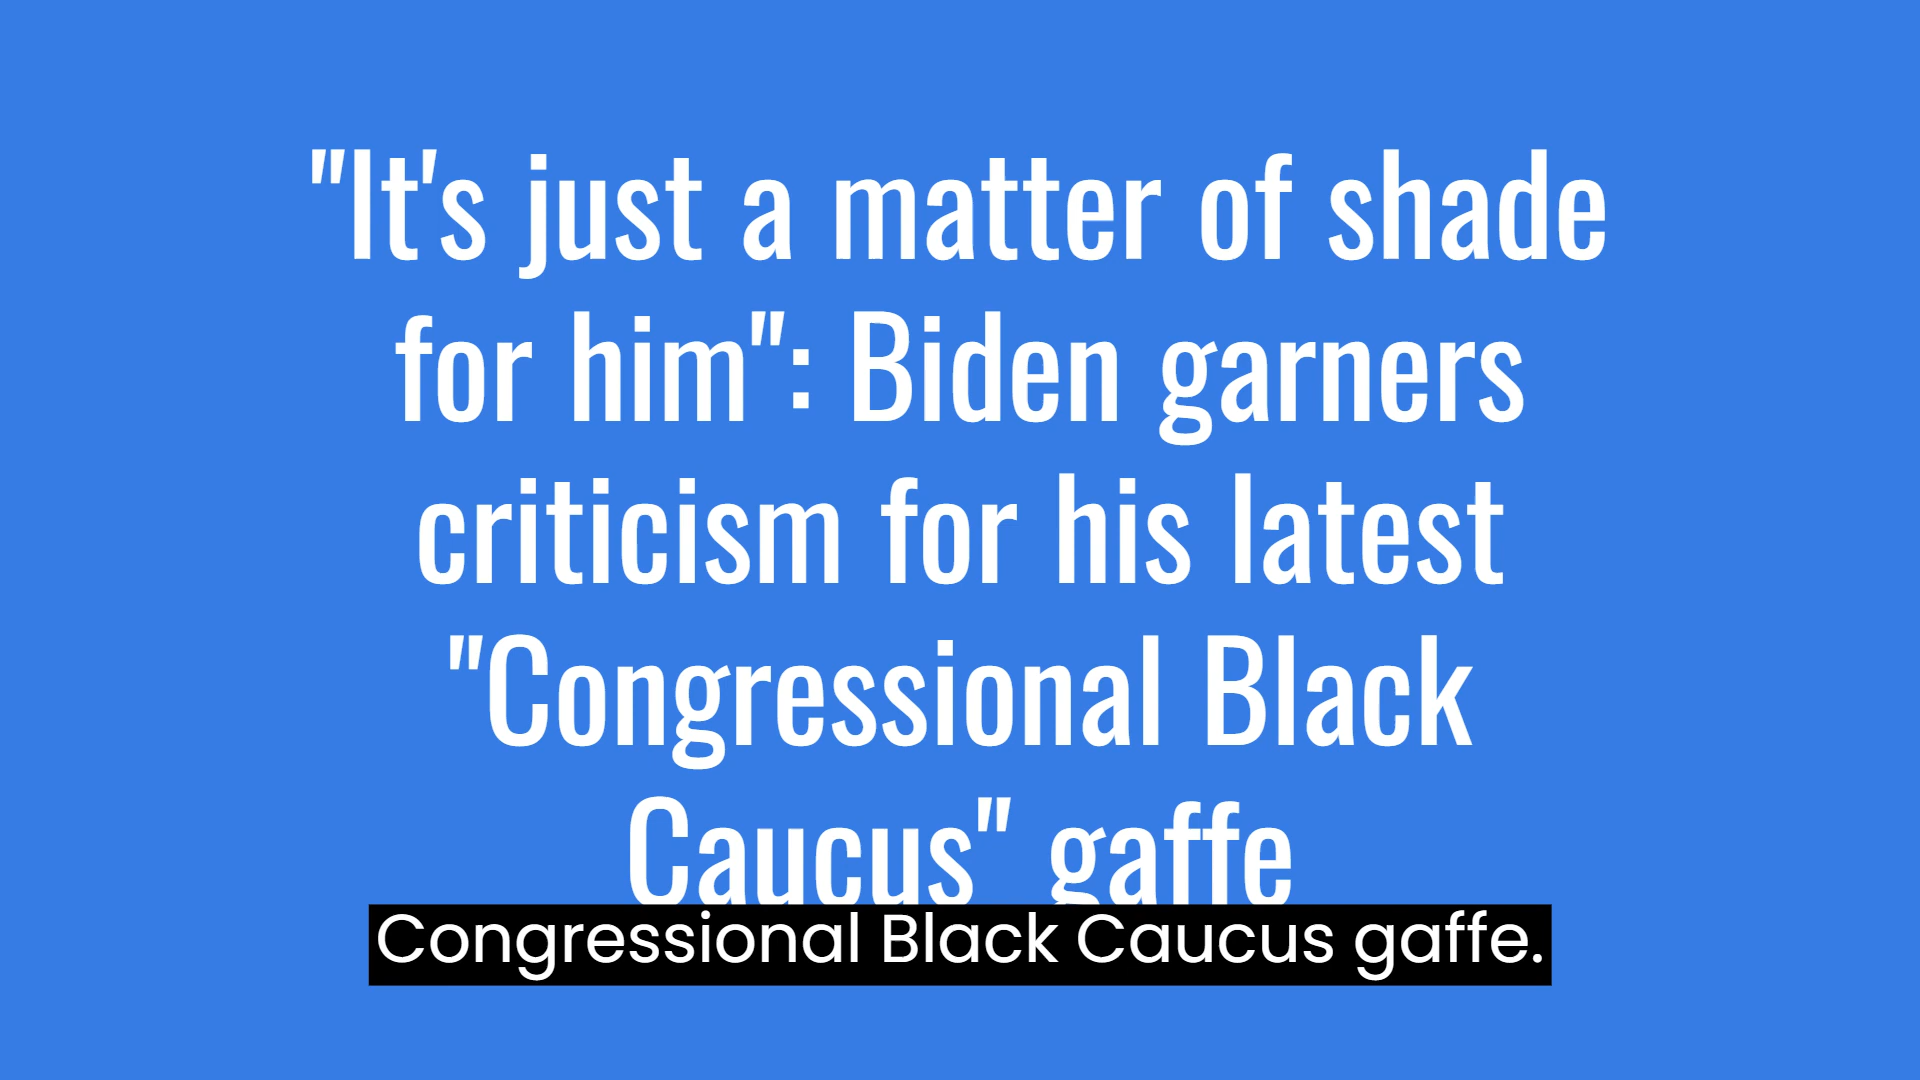 "It's just a matter of shade
for him": Biden garners
criticism for his latest
"Congressional Black
Caucus" gaffe
Congressional Black Caucus gaffe.